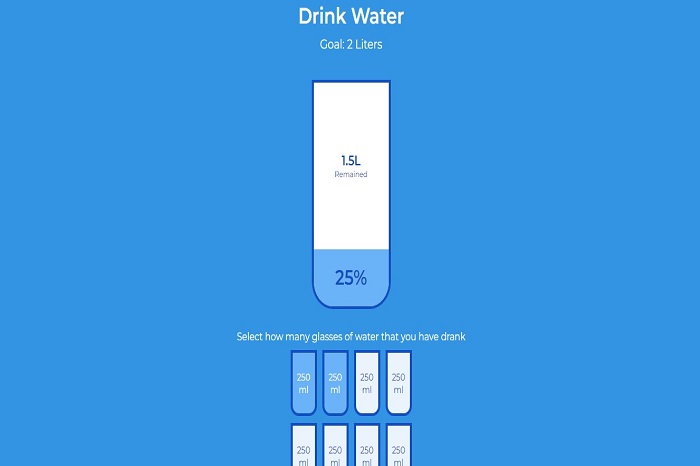 Drink Water
Goal: 2 Liters
1.5L
Remained
25%
Select how many glasses of water that you have drank
250 250 250 250
ml ml ml ml
250 250 250 250
ml ml ml ml